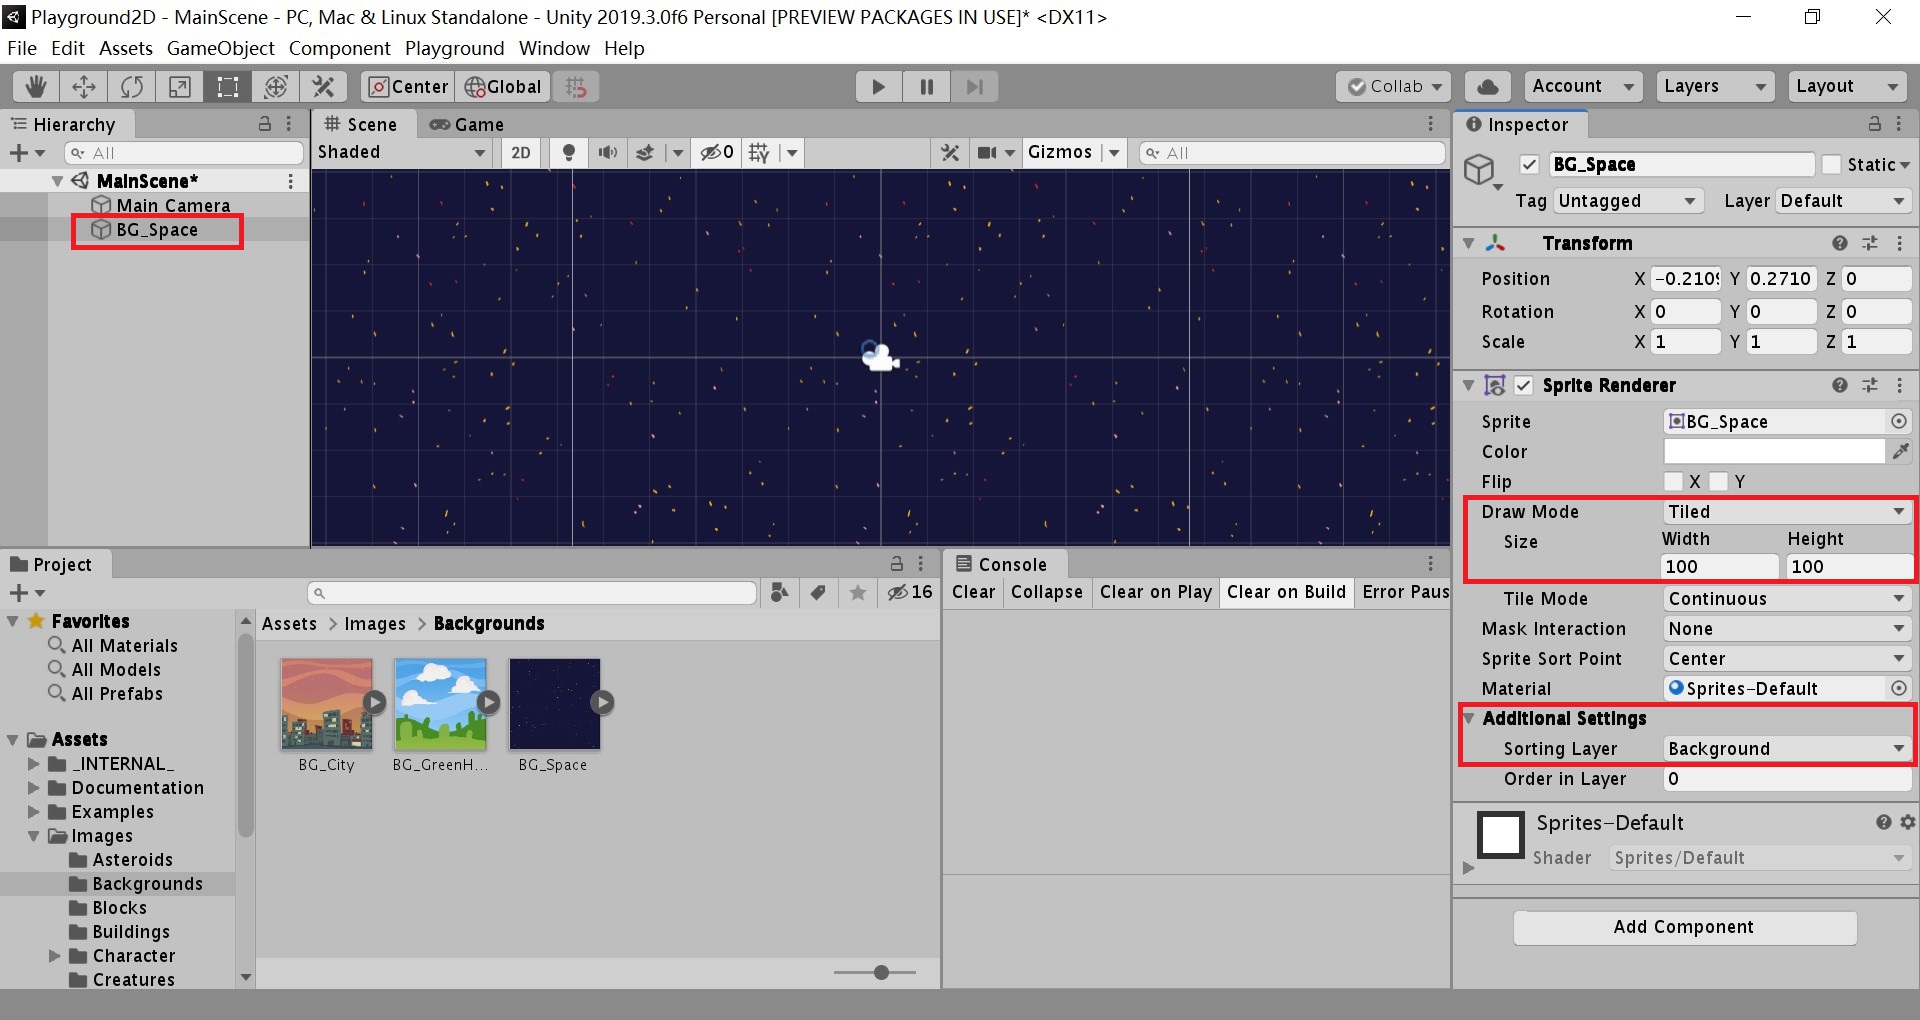 Playground2D - MainScene - PC, Mac & Linux Standalone - Unity 2019.3.0f6 Personal [PREVIEW PACKAGES IN USE]* <DX11>
File Edit Assets GameObject Component Playground Window Help
Center Global Collab Account Layers Layout
Hierarchy
All
MainScene*
Main Camera
BG_Space
Scene Game
Shaded 2D 0 Gizmos All
Inspector
BG_Space Static
Tag Untagged Layer Default
Transform
Position X -0.2109 Y 0.2710 Z 0
Rotation X 0 Y 0 Z 0
Scale X 1 Y 1 Z 1
Sprite Renderer
Sprite BG_Space
Color
Flip X Y
Draw Mode Tiled
Size Width Height
100 100
Tile Mode Continuous
Mask Interaction None
Sprite Sort Point Center
Material Sprites-Default
Additional Settings
Sorting Layer Background
Order in Layer 0
Sprites-Default
Shader Sprites/Default
Add Component
Project
16
Favorites
All Materials
All Models
All Prefabs
Assets
_INTERNAL_
Documentation
Examples
Images
Asteroids
Backgrounds
Blocks
Buildings
Character
Creatures
Assets > Images > Backgrounds
BG_City BG_GreenH... BG_Space
Console
Clear Collapse Clear on Play Clear on Build Error Paus